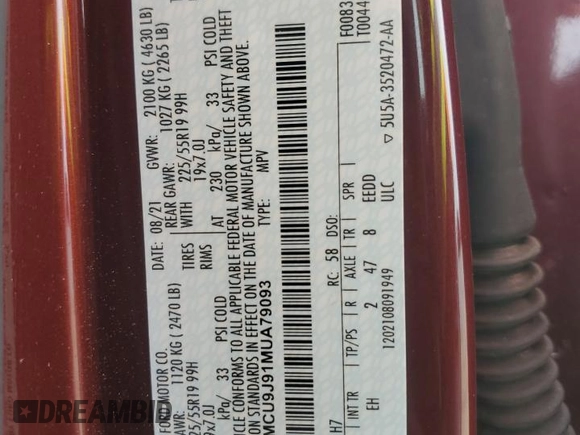 FORD MOTOR CO.
DATE: 08/21
GVWR: 2100 KG ( 4630 LB)
1120 KG ( 2470 LB)
REAR GAWR: 1027 KG ( 2265 LB)
225/55R19 99H
TIRES
WITH
225/55R19 99H
19x7.0J
RIMS
19x7.0J
kPa/ 33 PSI COLD
AT
230 kPa/ 33 PSI COLD
VEHICLE CONFORMS TO ALL APPLICABLE FEDERAL MOTOR VEHICLE SAFETY AND THEFT
STANDARDS IN EFFECT ON THE DATE OF MANUFACTURE SHOWN ABOVE.
MCU9J91MUA79093
TYPE: MPV
F0083
T0044
H7
RC: 58 DSO:
INT TR TP/PS R AXLE TR SPR
EH 2 47 8 EEDD
ULC
1202108091949
▽ 5U5A-3520472-AA
DREAMBID